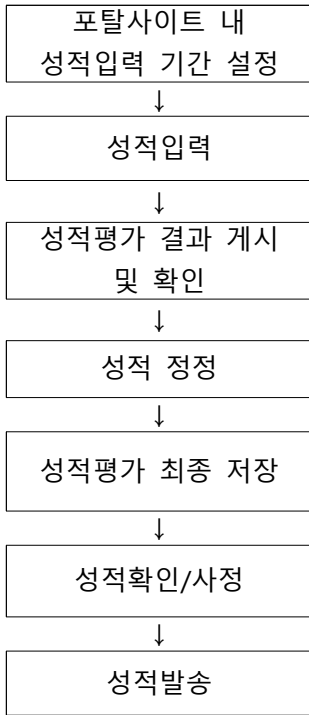 포탈사이트 내
성적입력 기간 설정
↓
성적입력
↓
성적평가 결과 게시
및 확인
↓
성적 정정
↓
성적평가 최종 저장
↓
성적확인/사정
↓
성적발송